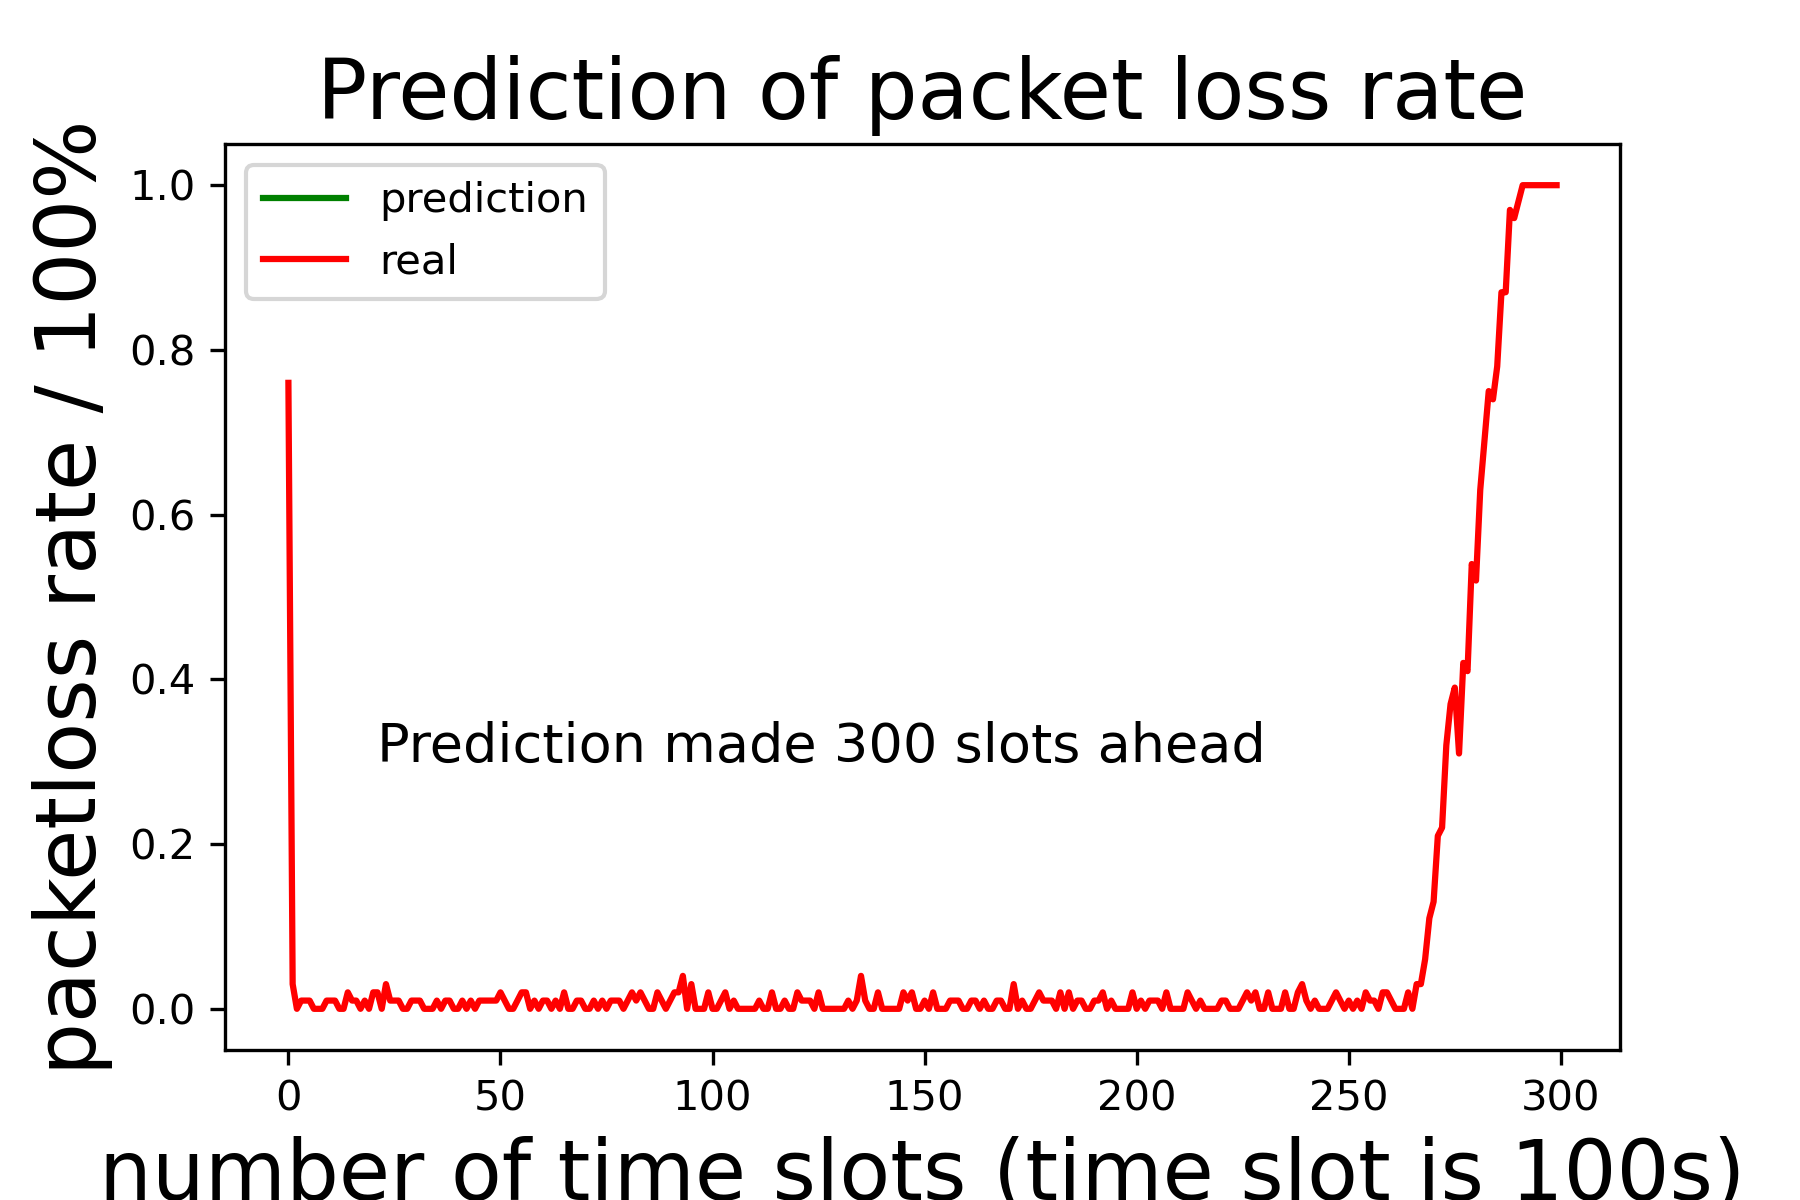 Prediction of packet loss rate
packetloss rate / 100%
1.0
0.8
0.6
0.4
0.2
0.0
prediction
real
Prediction made 300 slots ahead
0 50 100 150 200 250 300
number of time slots (time slot is 100s)